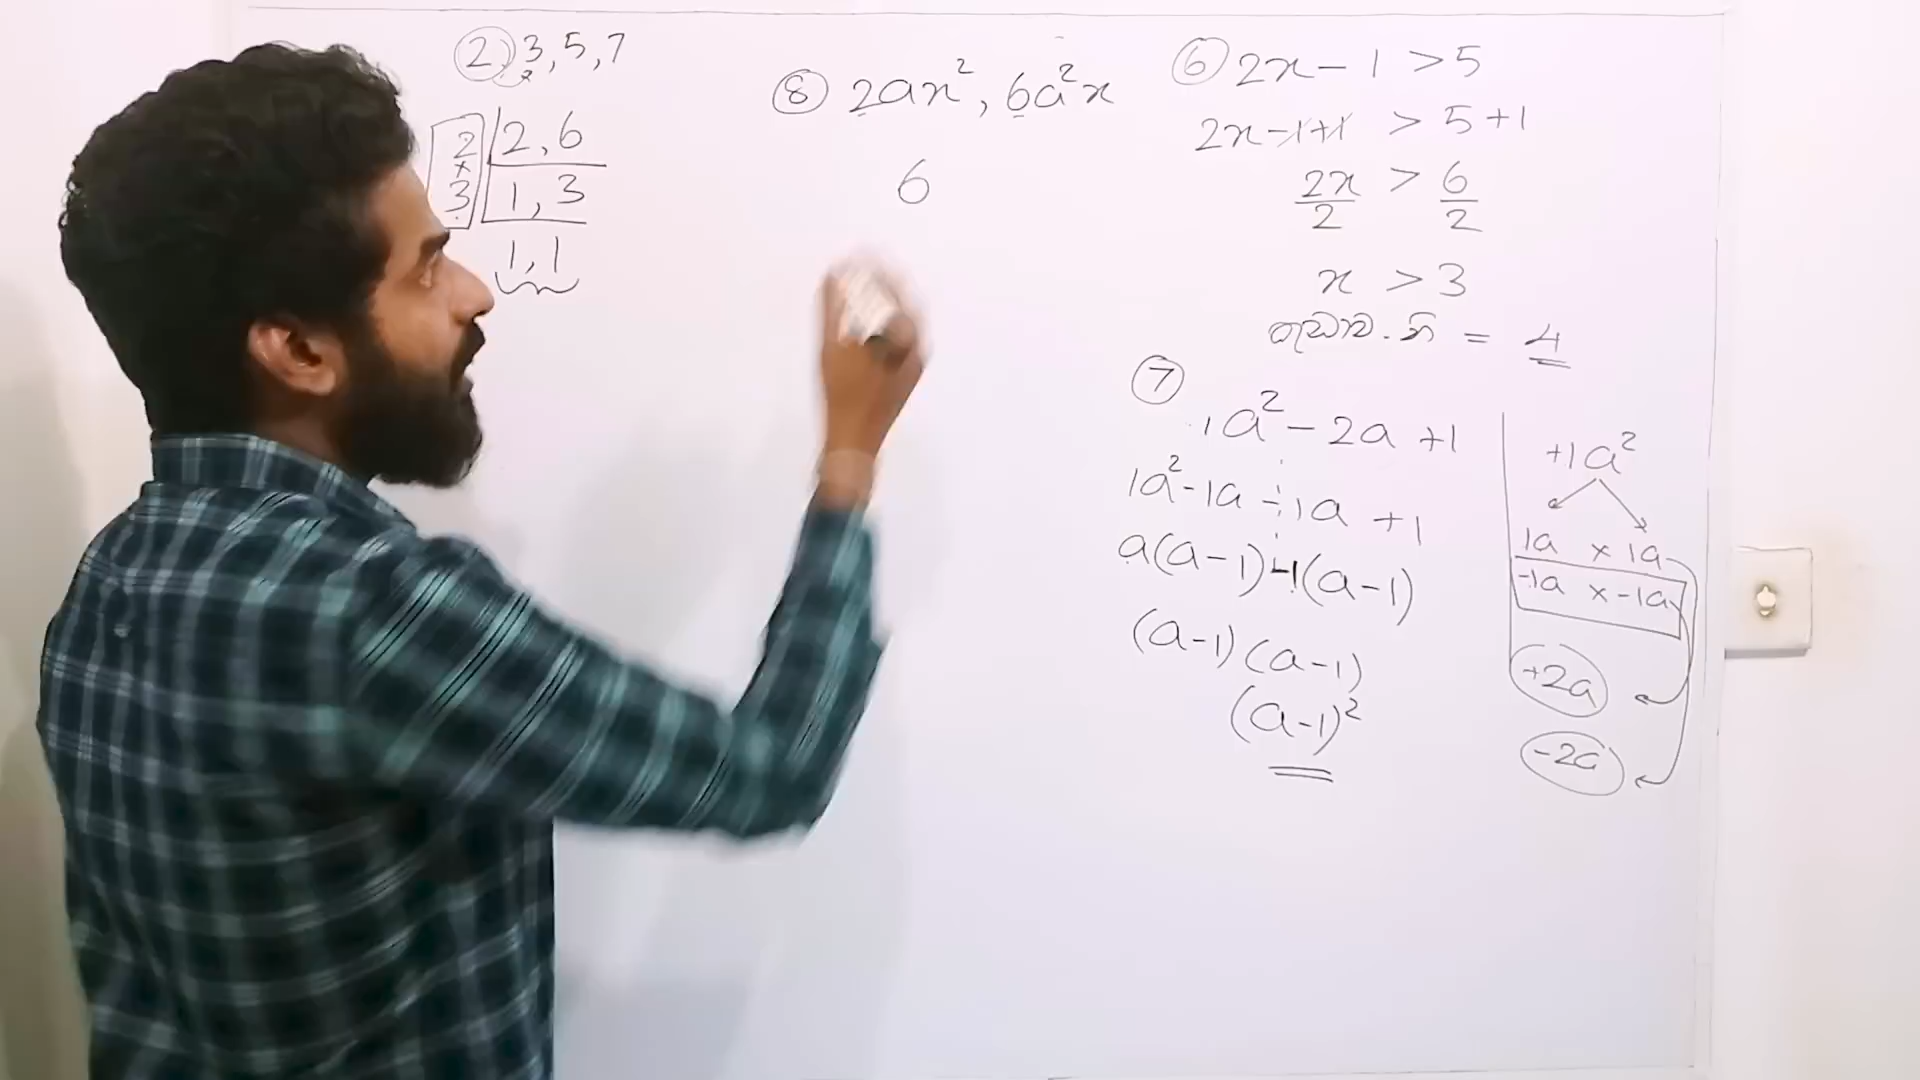 2, 3, 5, 7
2 | 2, 6
×
3 | 1, 3
1, 1
⑧ 2ax², 6a²x
6
⑥ 2x - 1 > 5
2x - 1 + 1 > 5 + 1
2x/2 > 6/2
x > 3
= 4
⑦
1a² - 2a + 1
1a² - 1a - 1a + 1
a(a-1) -1(a-1)
(a-1)(a-1)
(a-1)²
+1a²
1a × 1a
-1a × -1a
+2a
-2a